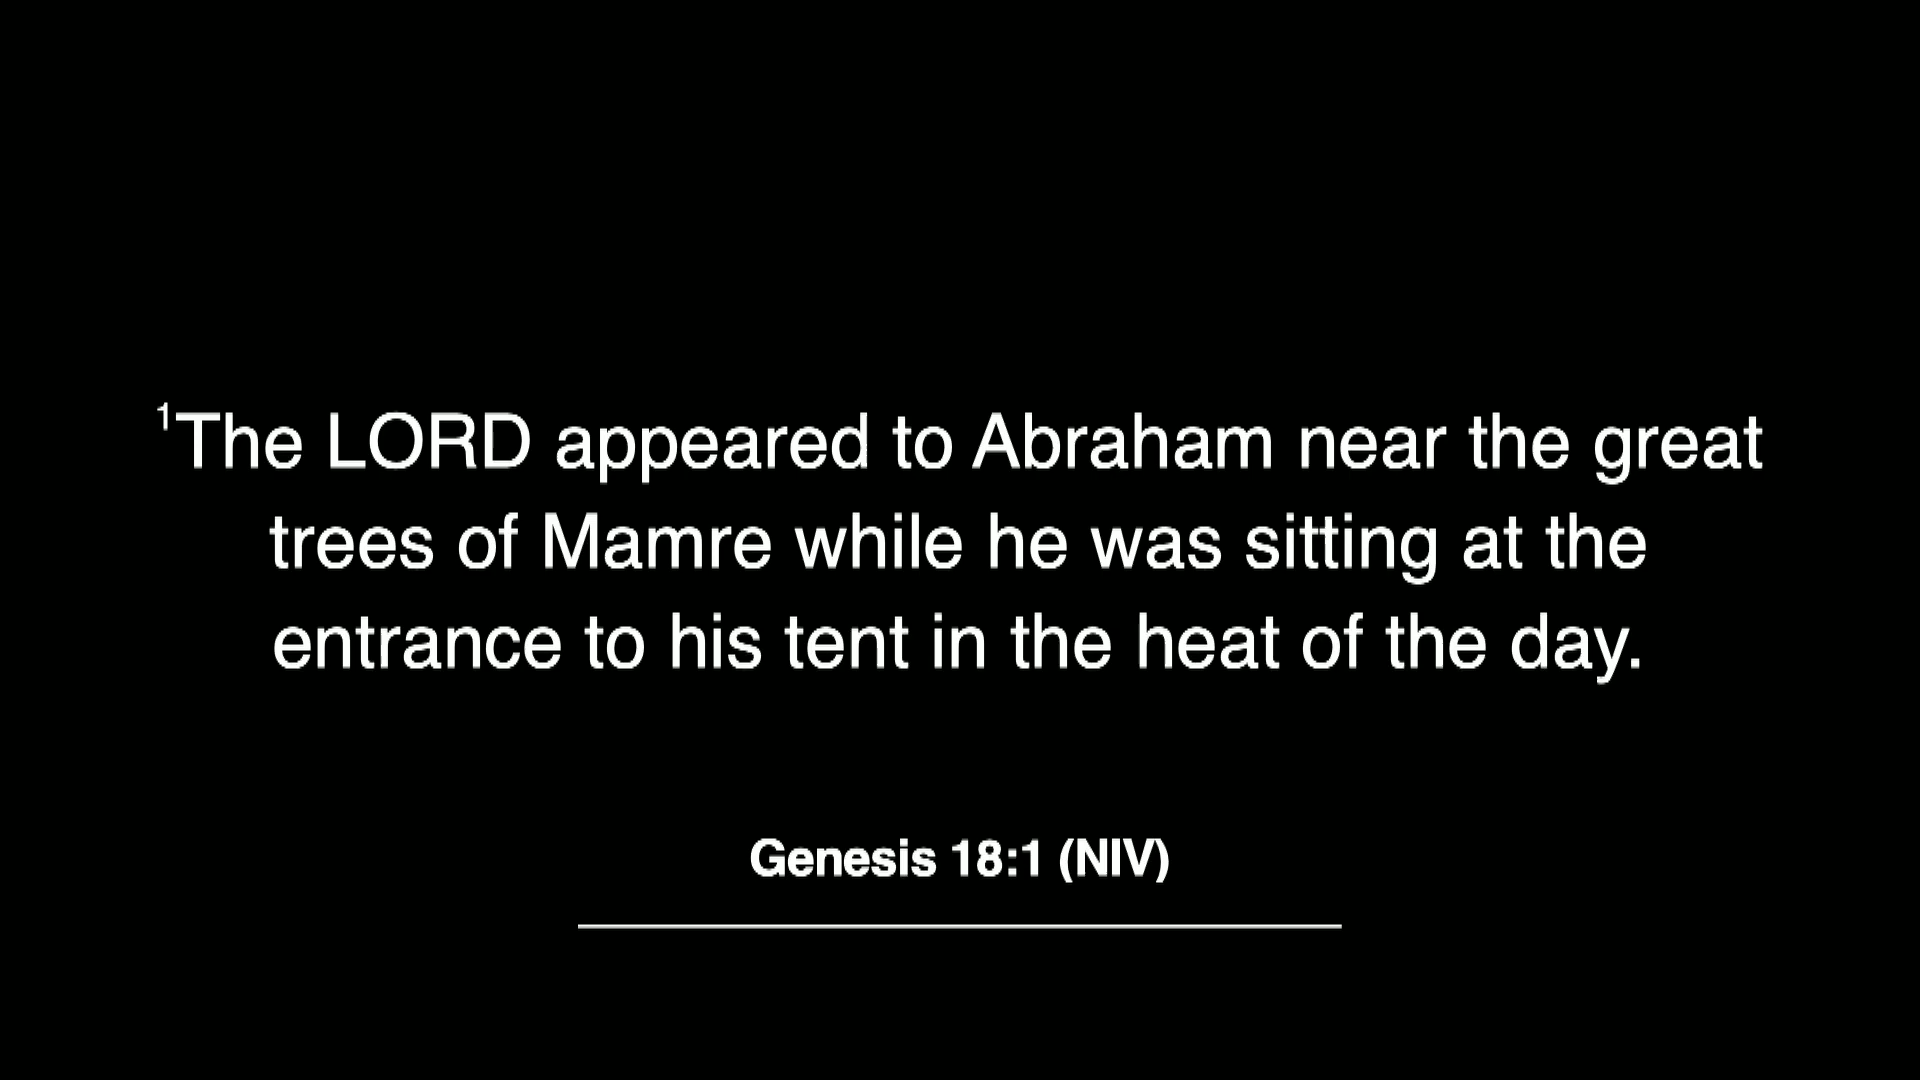 ¹The LORD appeared to Abraham near the great
trees of Mamre while he was sitting at the
entrance to his tent in the heat of the day.
Genesis 18:1 (NIV)